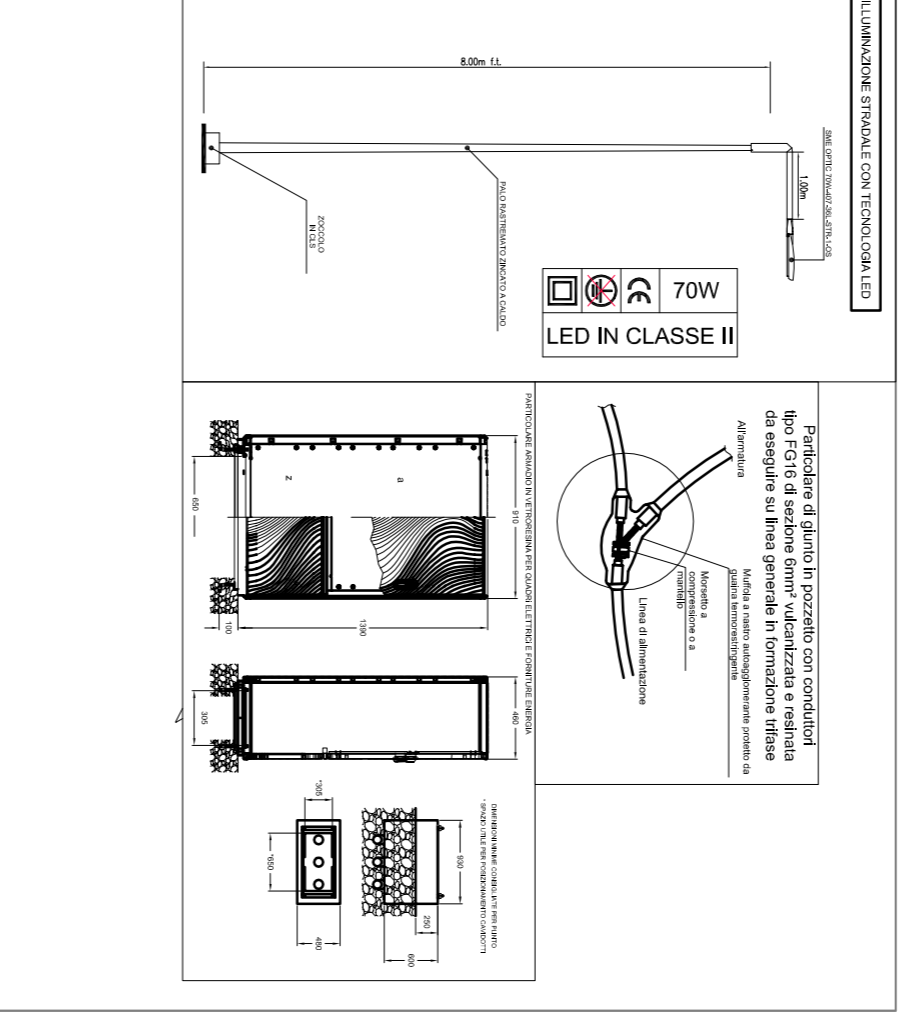 ILLUMINAZIONE STRADALE CON TECNOLOGIA LED
8.00m f.t.
SME OPTIC 70W-407-36L-STR-1-OS
1.00m
PALO RASTREMATO ZINCATO A CALDO
ZOCCOLO
IN CLS
70W
LED IN CLASSE II
Particolare di giunto in pozzetto con conduttori
tipo FG16 di sezione 6mm² vulcanizzata e resinata
da eseguire su linea generale in formazione trifase
All'armatura
Muffola a nastro autoagglomerante protetto da
guaina termorestringente
Morsetto a
compressione o a
mantello
Linea di alimentazione
PARTICOLARE ARMADIO IN VETRORESINA PER QUADRI ELETTRICI E FORNITURE ENERGIA
910
a
z
650
1390
100
460
305
DIMENSIONI MINIME CONSIGLIATE PER PLINTO
* SPAZIO UTILE PER POSIZIONAMENTO CAVIDOTTI
930
250
600
*305
*650
480